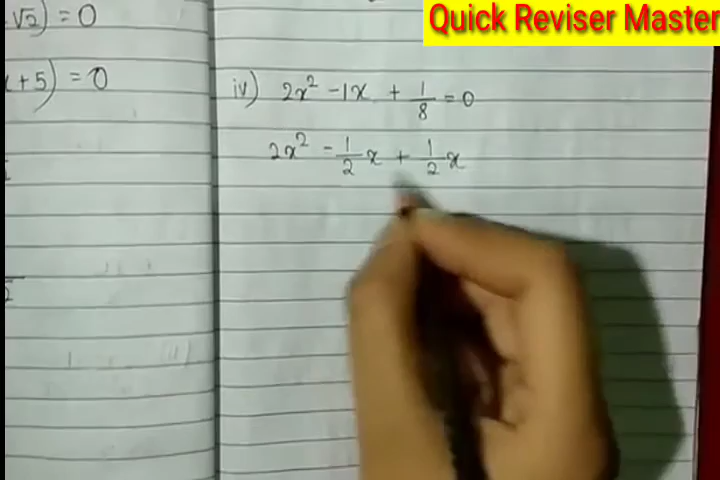 Quick Reviser Master
√2) = 0
x + 5) = 0
iv) 2x² - 1x + 1/8 = 0
2x² - 1/2 x + 1/2 x